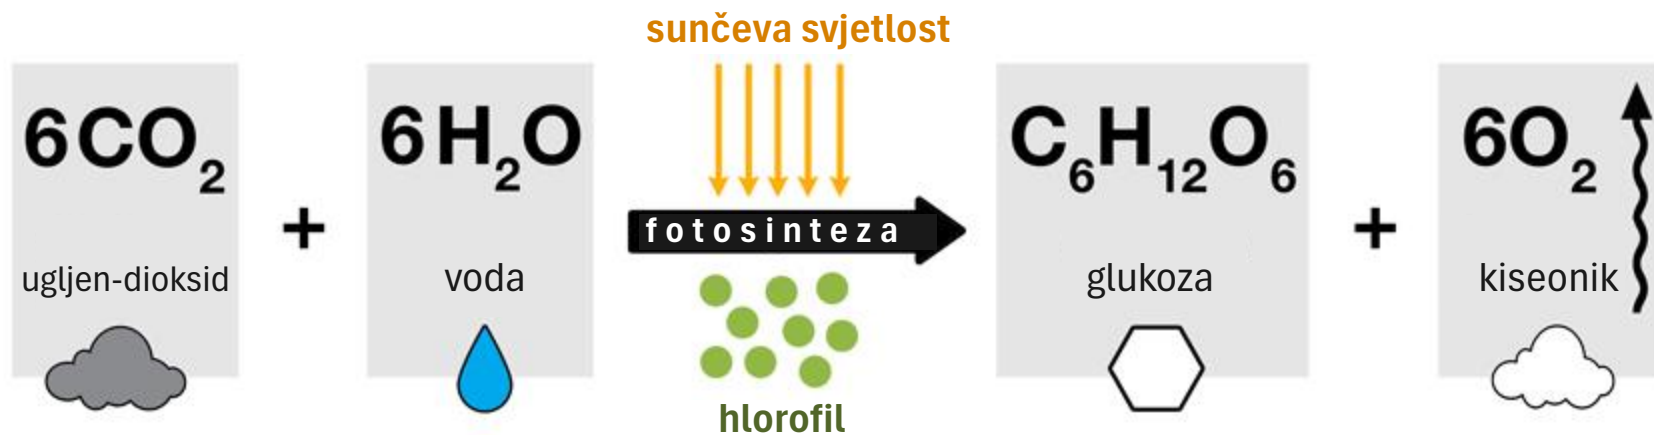 sunčeva svjetlost
6CO₂ + 6H₂O fotosinteza C₆H₁₂O₆ + 6O₂
ugljen-dioksid voda glukoza kiseonik
hlorofil